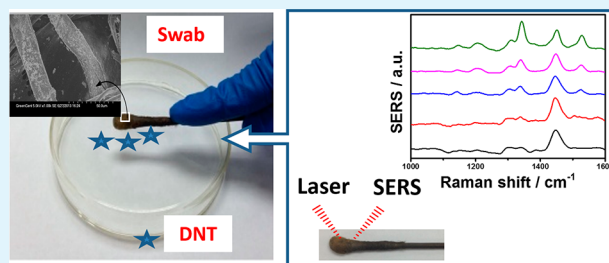 Swab
DNT
SERS / a.u.
1000
1200
1400
1600
Raman shift / cm-1
Laser
SERS